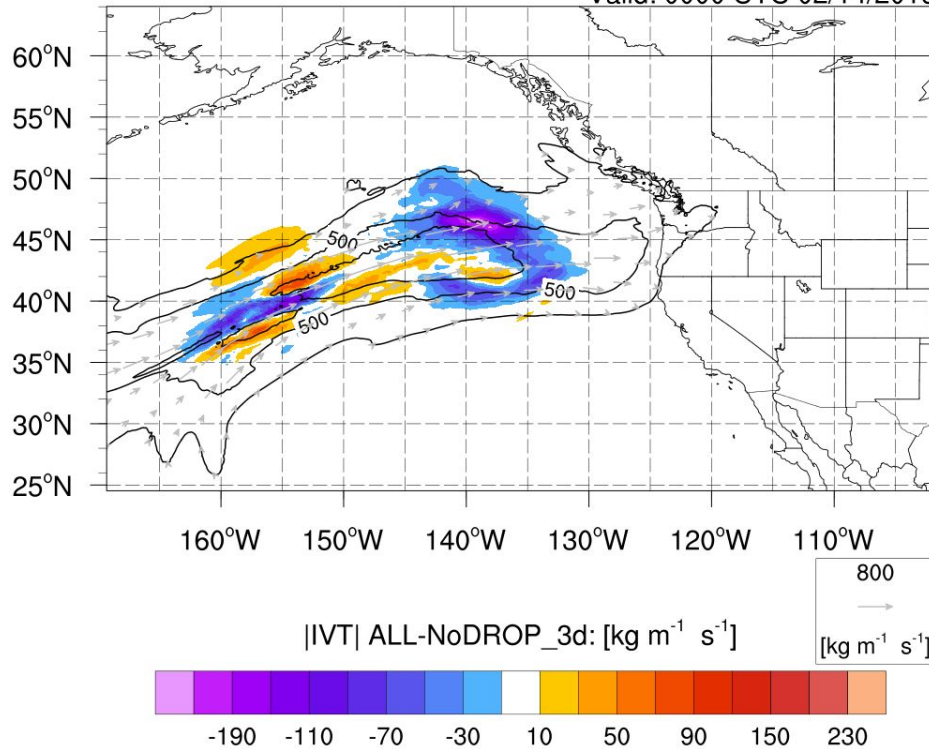 60°N
55°N
50°N
45°N
40°N
35°N
30°N
25°N
500
500
500
160°W 150°W 140°W 130°W 120°W 110°W
800
[kg m⁻¹ s⁻¹]
|IVT| ALL-NoDROP_3d: [kg m⁻¹ s⁻¹]
-190 -110 -70 -30 10 50 90 150 230